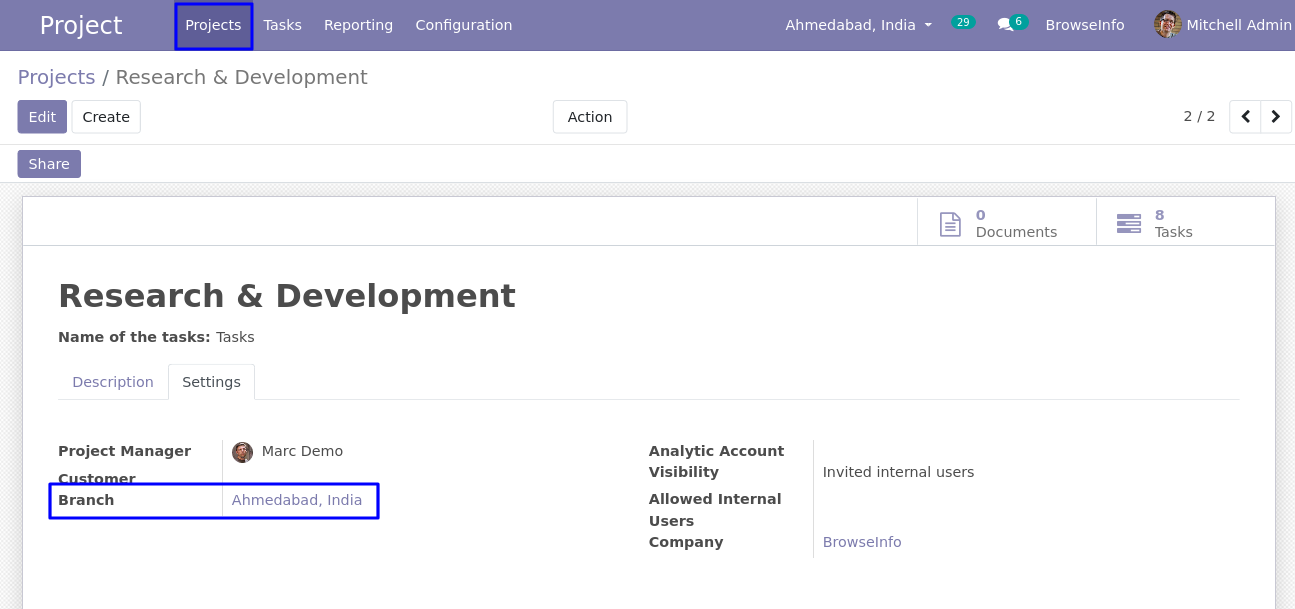 Project Projects Tasks Reporting Configuration Ahmedabad, India 29 6 BrowseInfo Mitchell Admin
Projects / Research & Development
Edit Create Action 2 / 2
Share
0 Documents
8 Tasks
Research & Development
Name of the tasks: Tasks
Description Settings
Project Manager Marc Demo
Customer
Branch Ahmedabad, India
Analytic Account
Visibility Invited internal users
Allowed Internal
Users
Company BrowseInfo